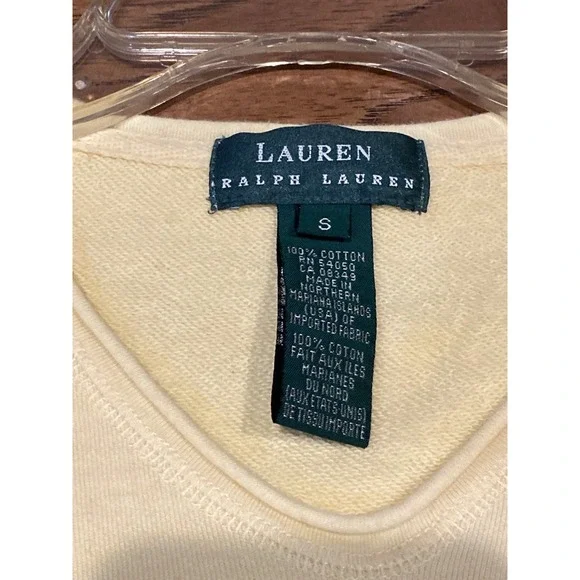 LAUREN
RALPH LAUREN
S
100% COTTON
RN 54050
CA 08349
MADE IN
NORTHERN
MARIANA ISLANDS
(USA) OF
IMPORTED FABRIC
100% COTON
FAIT AUX ILES
MARIANES
DU NORD
(AUX ETATS UNIS)
DE TISSU IMPORTE